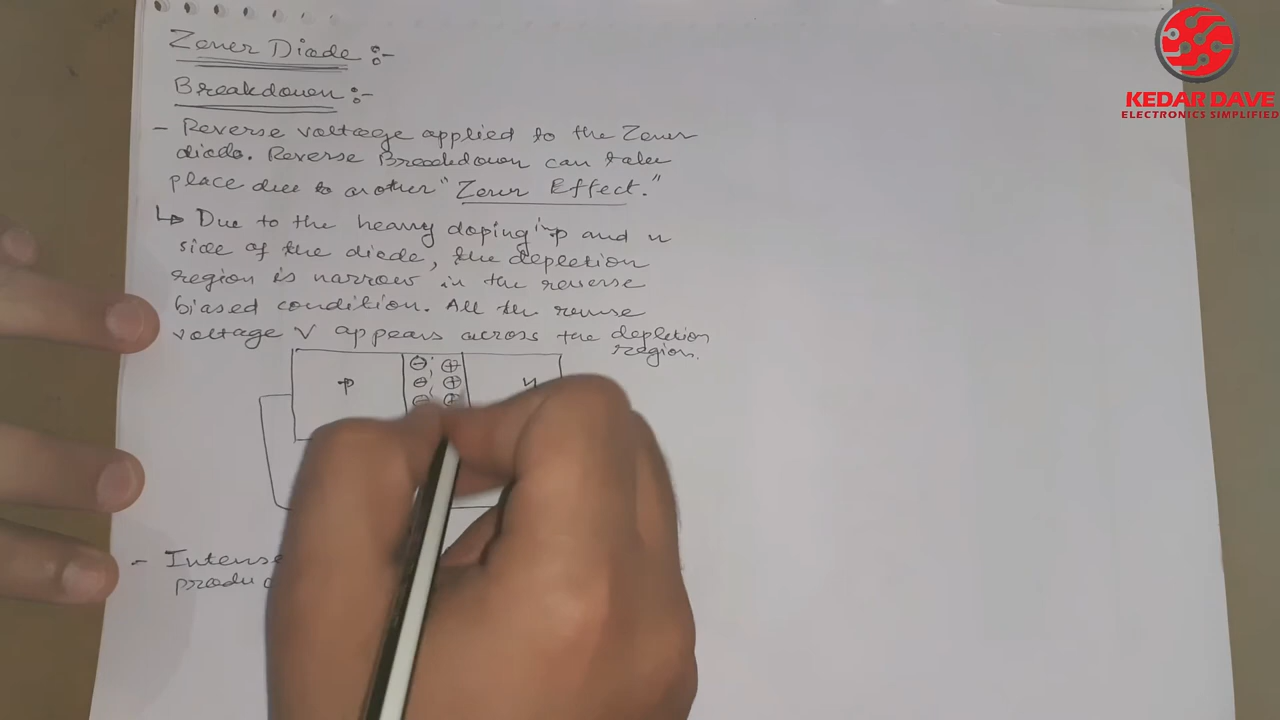 Zener Diode :-
Breakdown :-
- Reverse voltage applied to the Zener
diode. Reverse Breakdown can take
place due to another "Zener Effect."
↳ Due to the heavy doping in p and n
side of the diode, the depletion
region is narrow in the reverse
biased condition. All the reverse
voltage V appears across the depletion
region.
p
n
- Intense
produ
KEDAR DAVE
ELECTRONICS SIMPLIFIED